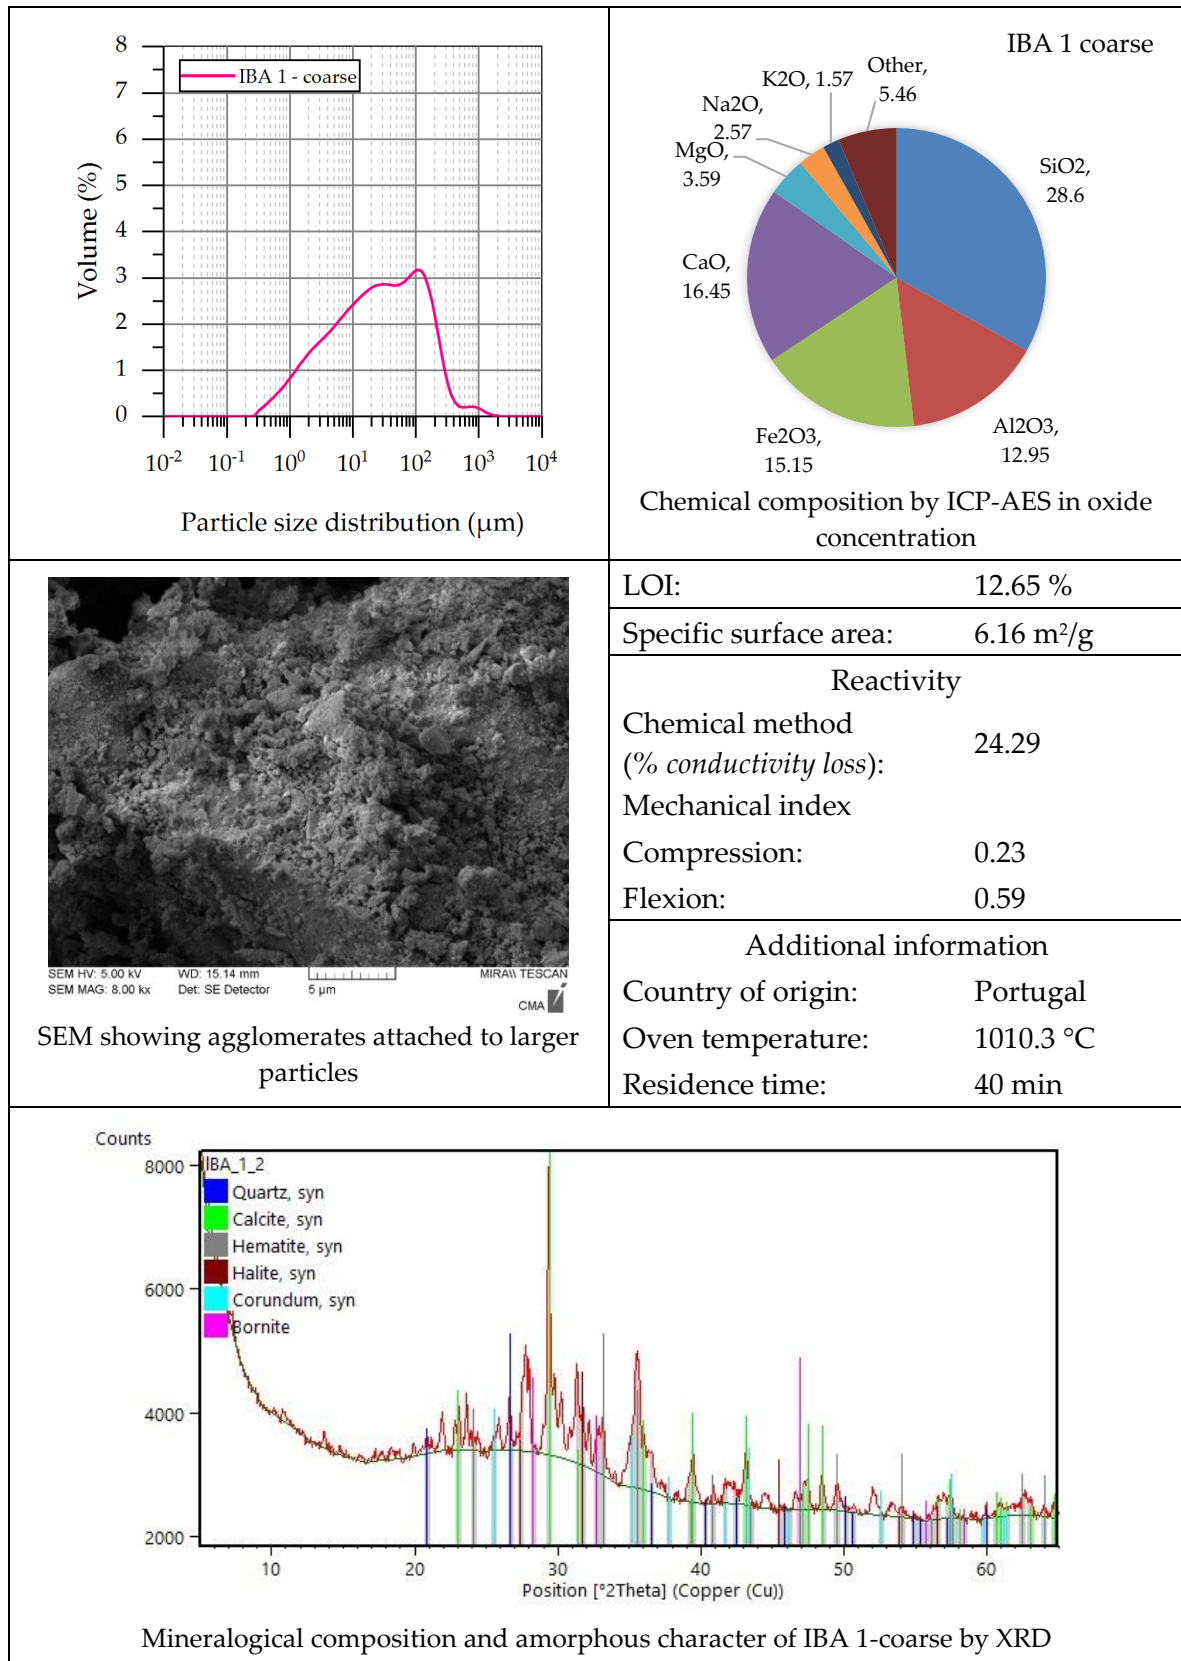 8
7
6
5
4
3
2
1
0
Volume (%)
IBA 1 - coarse
10-2
10-1
100
101
102
103
104
Particle size distribution (µm)
IBA 1 coarse
Other,
5.46
K2O, 1.57
Na2O,
2.57
MgO,
3.59
SiO2,
28.6
CaO,
16.45
Fe2O3,
15.15
Al2O3,
12.95
Chemical composition by ICP-AES in oxide
concentration
SEM HV: 5.00 kV WD: 15.14 mm MIRA\\ TESCAN
SEM MAG: 8.00 kx Det: SE Detector 5 µm
CMA
SEM showing agglomerates attached to larger
particles
LOI: 12.65 %
Specific surface area: 6.16 m²/g
Reactivity
Chemical method
(% conductivity loss): 24.29
Mechanical index
Compression: 0.23
Flexion: 0.59
Additional information
Country of origin: Portugal
Oven temperature: 1010.3 °C
Residence time: 40 min
Counts
8000
6000
4000
2000
IBA_1_2
Quartz, syn
Calcite, syn
Hematite, syn
Halite, syn
Corundum, syn
Bornite
10 20 30 40 50 60
Position [°2Theta] (Copper (Cu))
Mineralogical composition and amorphous character of IBA 1-coarse by XRD